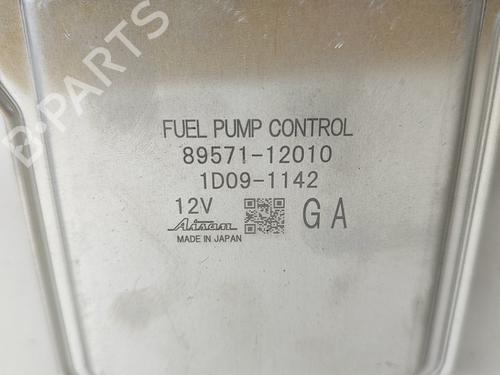 B-PARTS
FUEL PUMP CONTROL
89571-12010
1D09-1142
12V
Aisan
GA
MADE IN JAPAN